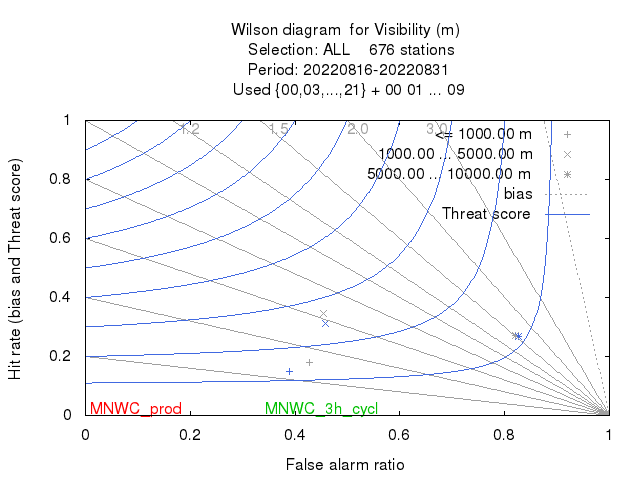 Wilson diagram  for Visibility (m)
Selection: ALL    676 stations
Period: 20220816-20220831
Used {00,03,...,21} + 00 01 ... 09
1.2 1.5 2.0 3.0
<= 1000.00 m
1000.00 ... 5000.00 m
5000.00 ... 10000.00 m
bias
Threat score
Hit rate (bias and Threat score)
1
0.8
0.6
0.4
0.2
0
MNWC_prod MNWC_3h_cycl
0 0.2 0.4 0.6 0.8 1
False alarm ratio